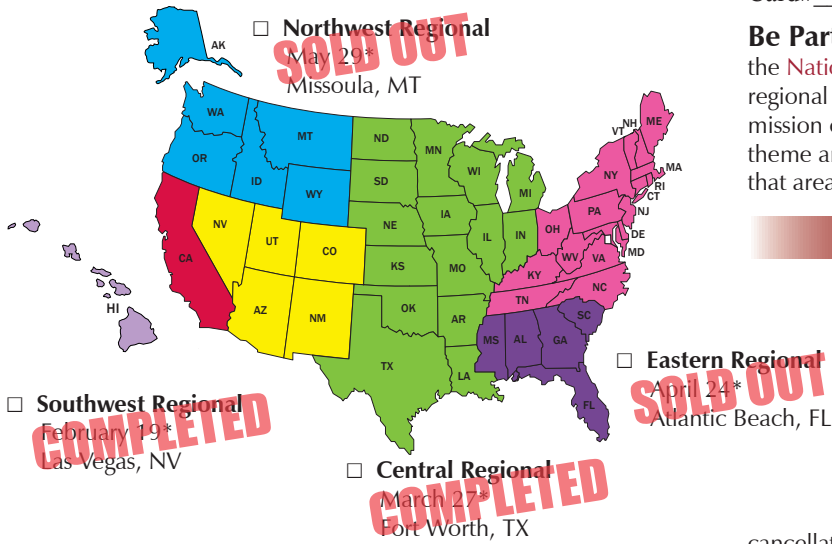 Be Part
the Natio
regional
mission
theme a
that area
☐ Northwest Regional
May 29*
Missoula, MT
SOLD OUT
AK
WA
OR
ID
MT
WY
ND
SD
NE
KS
OK
TX
MN
IA
MO
AR
LA
WI
IL
MI
IN
OH
KY
TN
WV
VA
NC
PA
NY
VT
NH
ME
MA
RI
CT
NJ
DE
MD
CA
NV
UT
CO
AZ
NM
HI
MS
AL
GA
SC
FL
☐ Eastern Regional
April 24*
Atlantic Beach, FL
SOLD OUT
☐ Southwest Regional
February 19*
Las Vegas, NV
COMPLETED
☐ Central Regional
March 27*
Fort Worth, TX
COMPLETED
cancellat